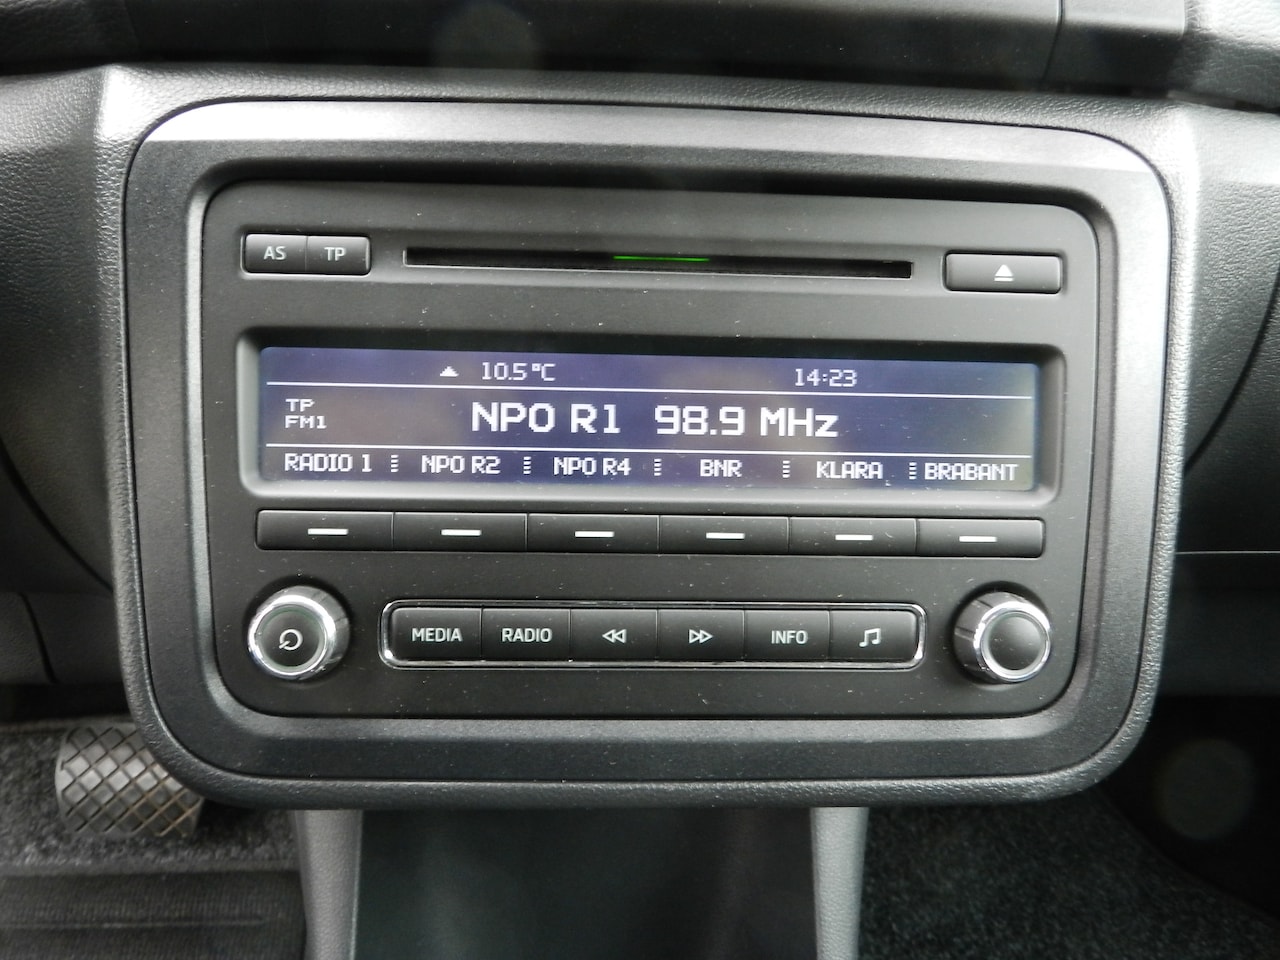 AS TP
10.5°C 14:23
TP
FM1
NPO R1 98.9 MHz
RADIO 1 NPO R2 NPO R4 BNR KLARA BRABANT
MEDIA RADIO INFO